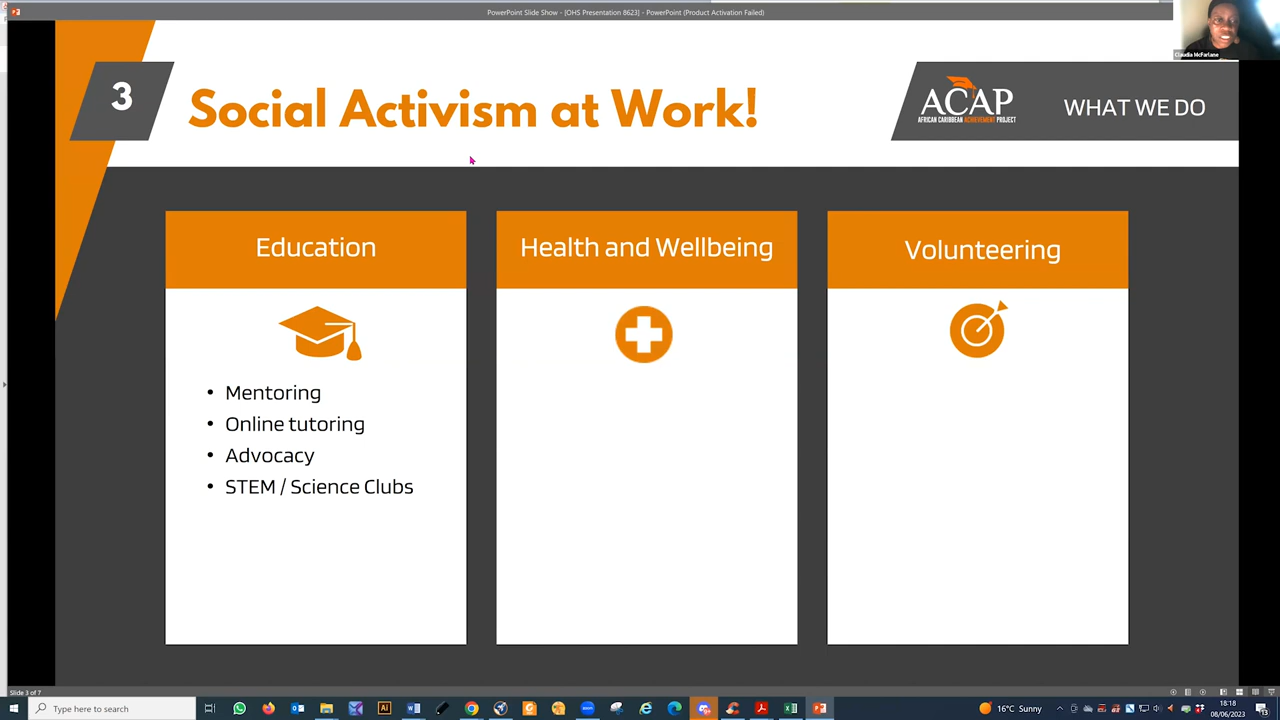 PowerPoint Slide Show - [OHS Presentation 8623] - PowerPoint (Product Activation Failed)
Claudia McFarlane
3
Social Activism at Work!
ACAP
AFRICAN CARIBBEAN ACHIEVEMENT PROJECT
WHAT WE DO
Education
• Mentoring
• Online tutoring
• Advocacy
• STEM / Science Clubs
Health and Wellbeing
Volunteering
Slide 3 of 7
Type here to search
16°C Sunny
18:18
08/06/2023